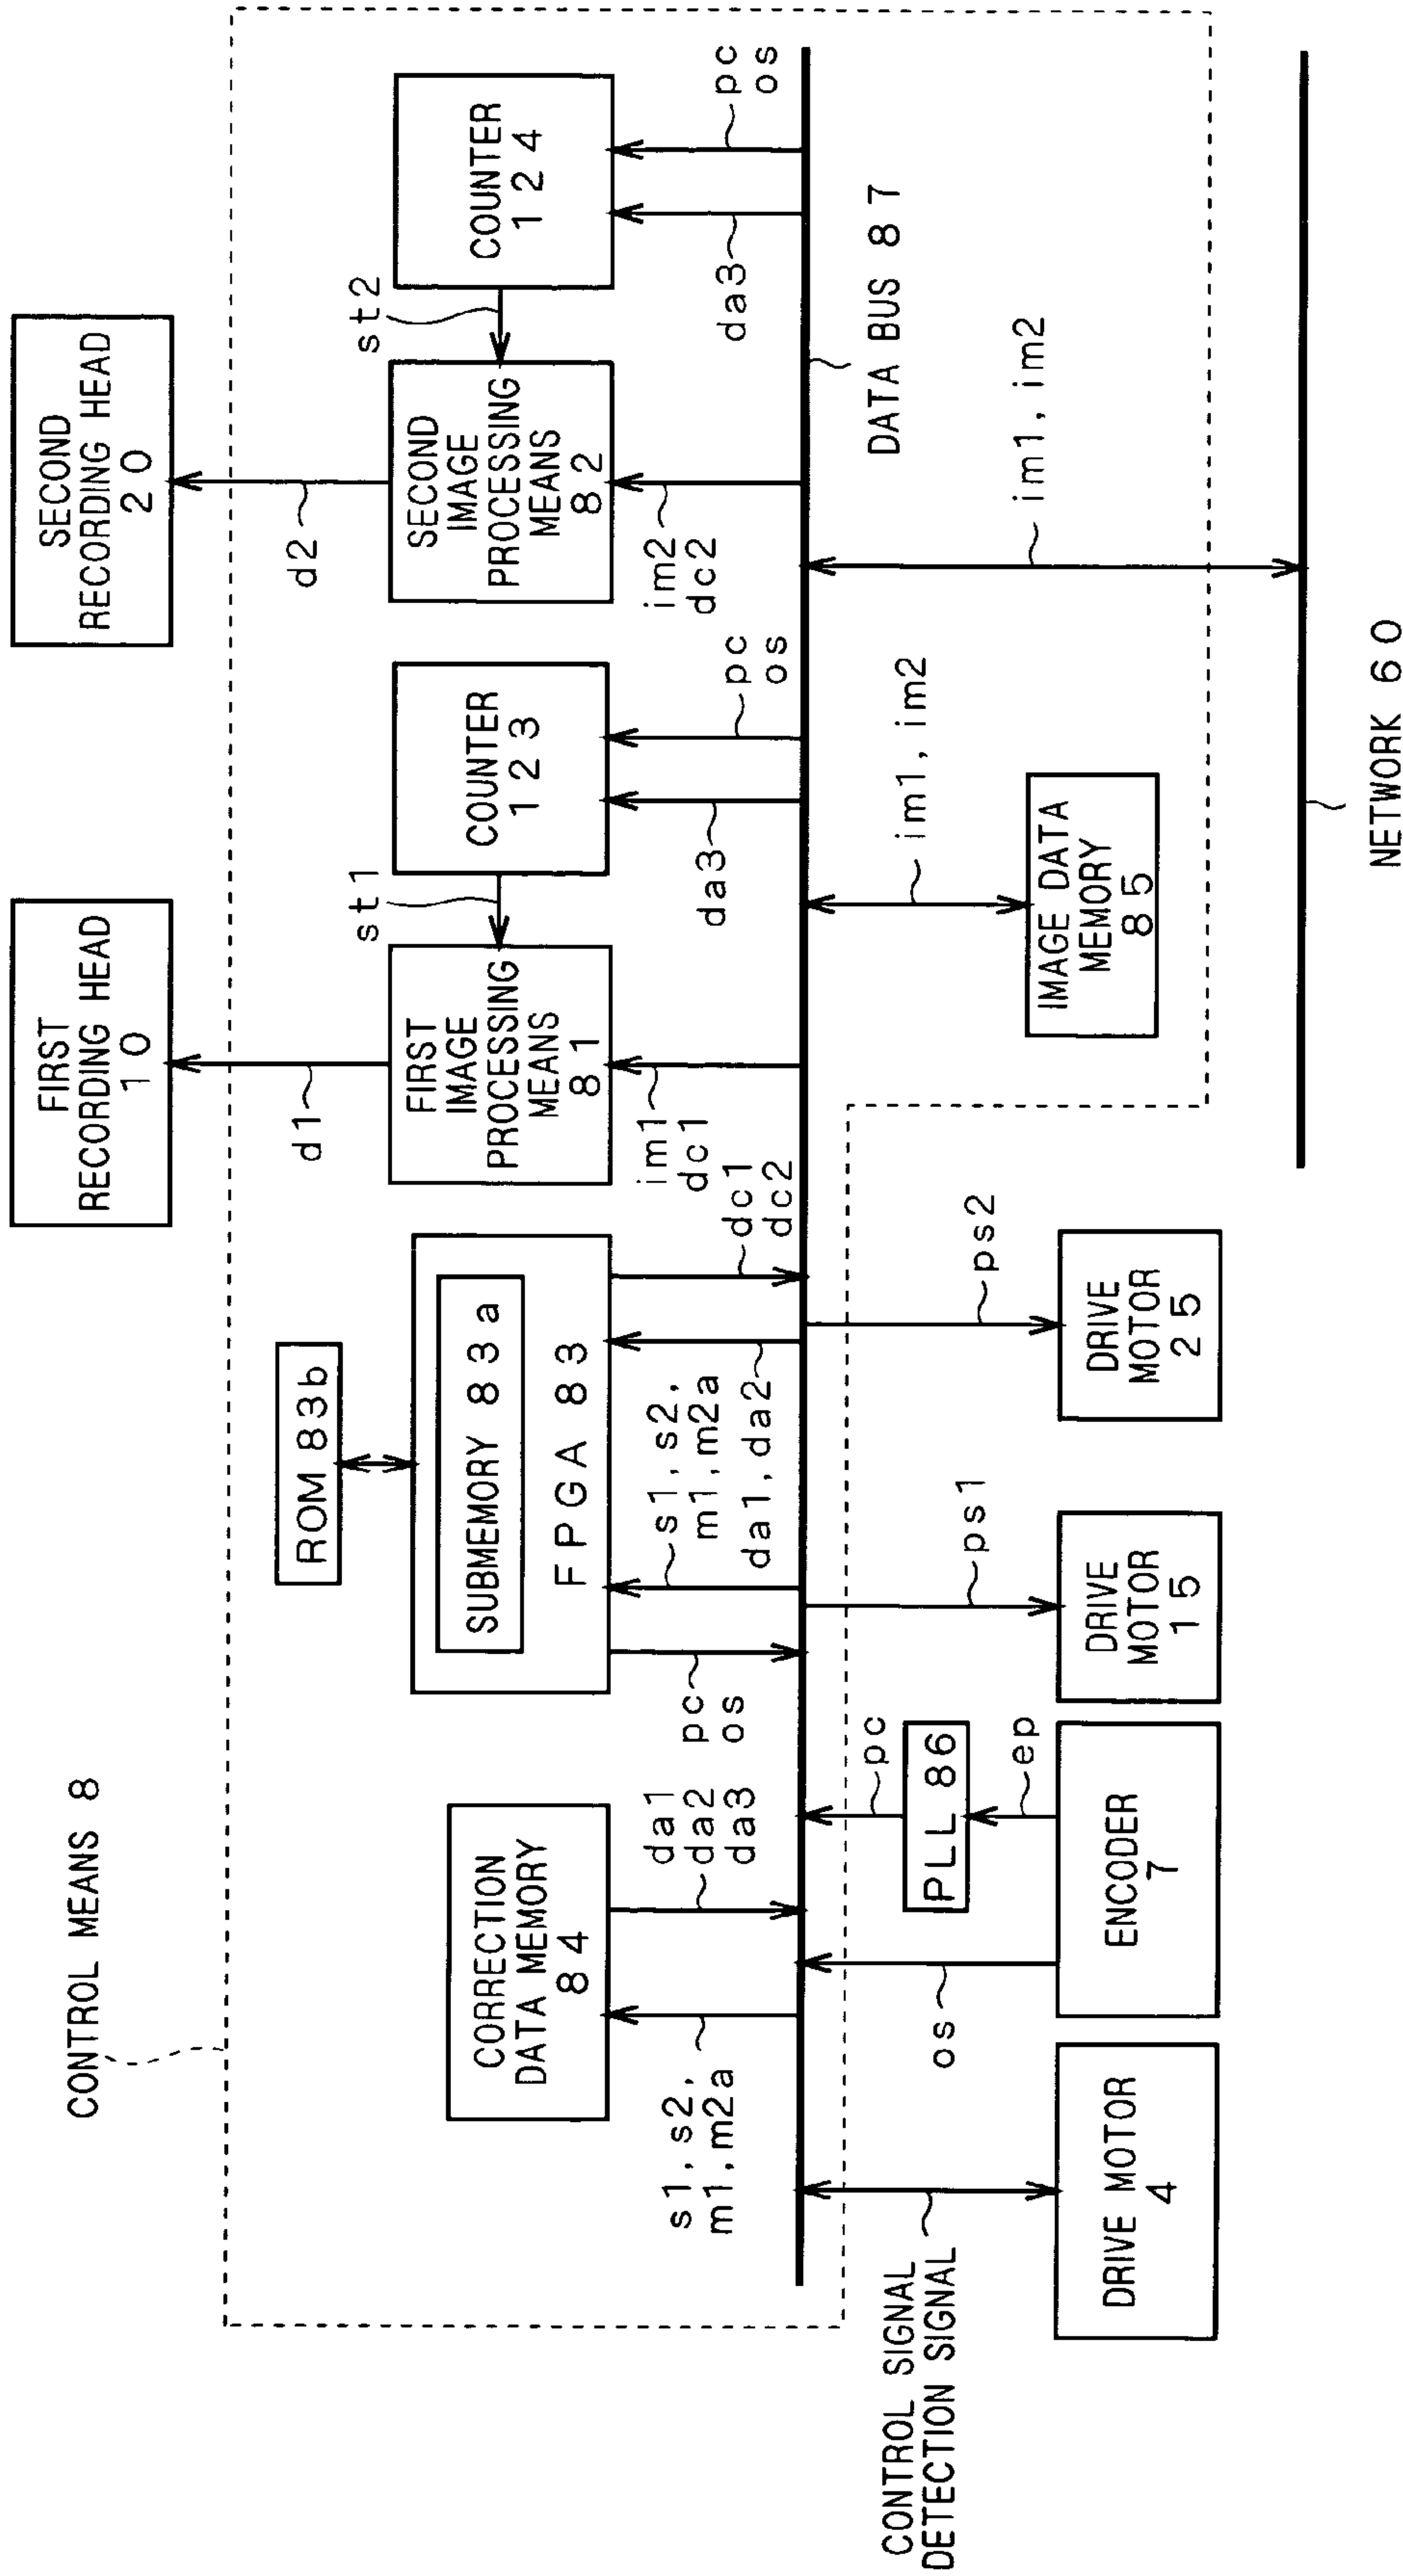 CONTROL MEANS 8
FIRST
RECORDING HEAD
10
SECOND
RECORDING HEAD
20
d1
d2
ROM 83b
SUBMEMORY 83a
FPGA 83
CORRECTION
DATA MEMORY
84
FIRST
IMAGE
PROCESSING
MEANS
81
st1
COUNTER
123
SECOND
IMAGE
PROCESSING
MEANS
82
st2
COUNTER
124
s1, s2,
m1, m2a
da1
da2
da3
pc
os
s1, s2,
m1, m2a
da1, da2
dc1
dc2
im1
dc1
da3
pc
os
im2
dc2
da3
pc
os
DATA BUS 87
CONTROL SIGNAL
DETECTION SIGNAL
os
pc
PLL 86
ep
ps1
ps2
im1, im2
im1, im2
DRIVE MOTOR
4
ENCODER
7
DRIVE
MOTOR
15
DRIVE
MOTOR
25
IMAGE DATA
MEMORY
85
NETWORK 60